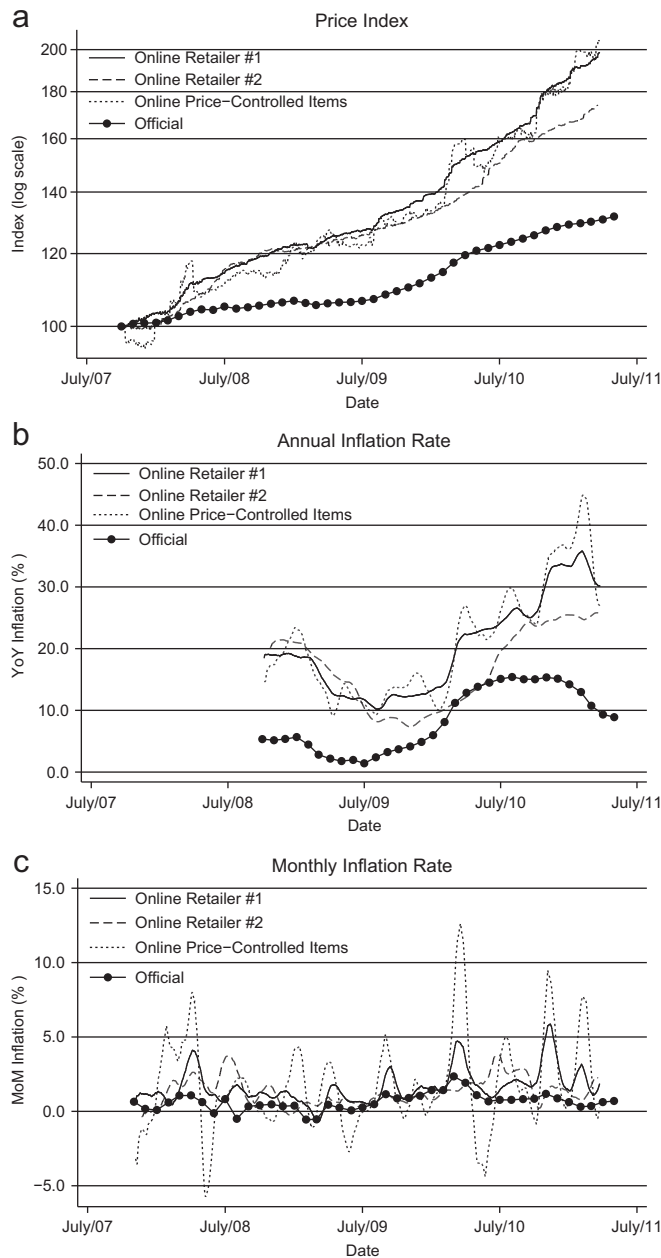 a
Price Index
Online Retailer #1
Online Retailer #2
Online Price−Controlled Items
Official
Index (log scale)
200
180
160
140
120
100
July/07
July/08
July/09
July/10
July/11
Date
b
Annual Inflation Rate
Online Retailer #1
Online Retailer #2
Online Price−Controlled Items
Official
YoY Inflation (% )
50.0
40.0
30.0
20.0
10.0
0.0
July/07
July/08
July/09
July/10
July/11
Date
c
Monthly Inflation Rate
Online Retailer #1
Online Retailer #2
Online Price−Controlled Items
Official
MoM Inflation (% )
15.0
10.0
5.0
0.0
−5.0
July/07
July/08
July/09
July/10
July/11
Date